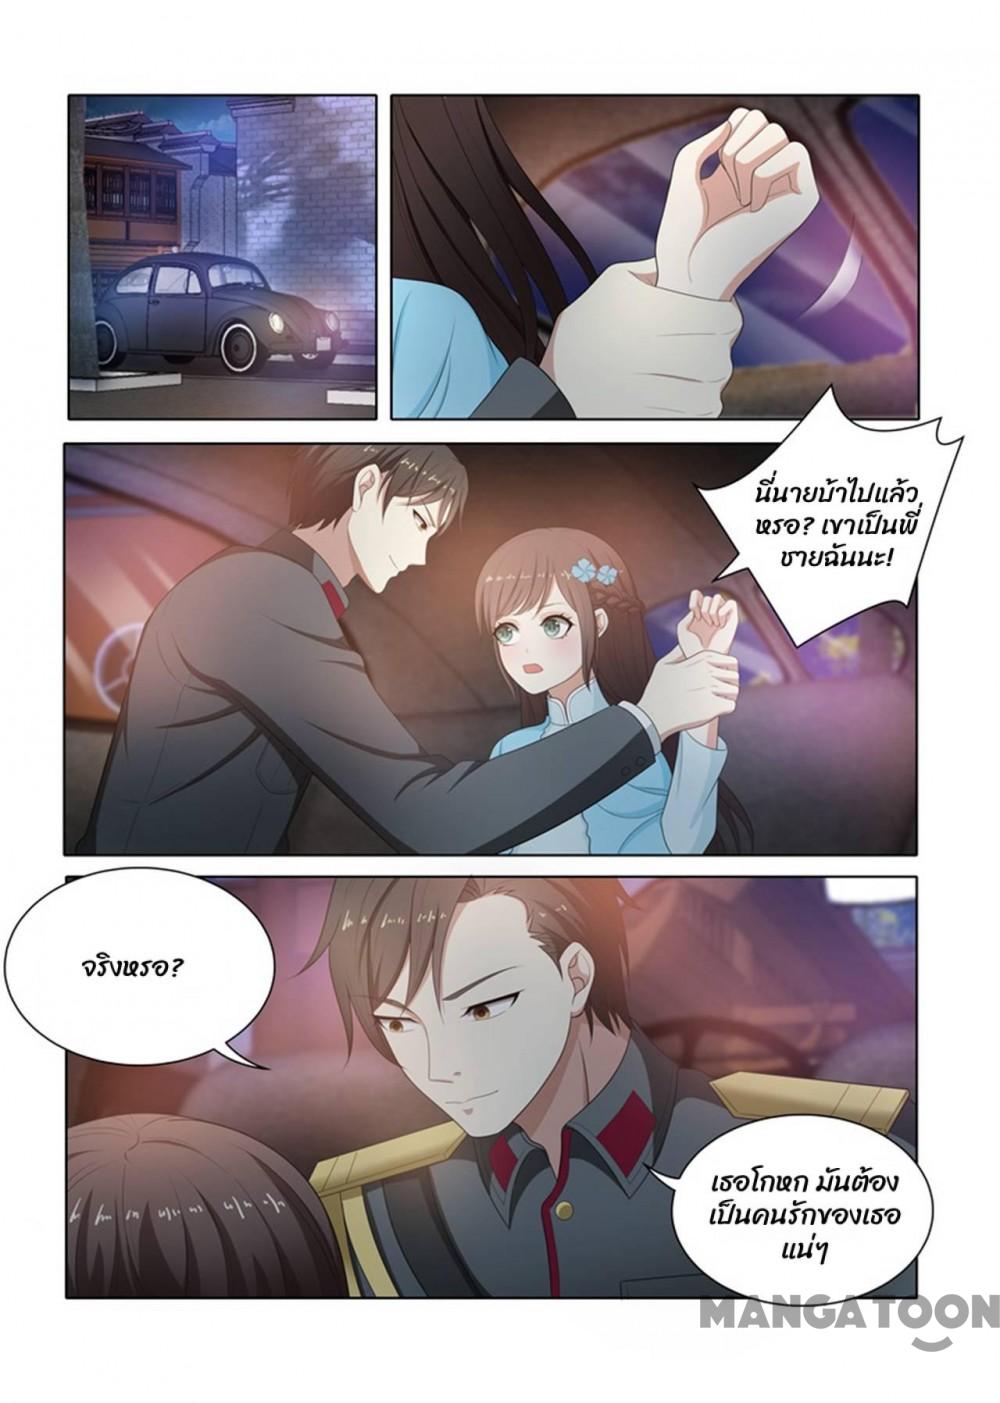 นี่นายบ้าไปแล้ว
หรอ? เขาเป็นพี่
ชายฉันนะ!
จริงหรอ?
เธอโกหก มันต้อง
เป็นคนรักของเธอ
แน่ๆ
MANGATOON